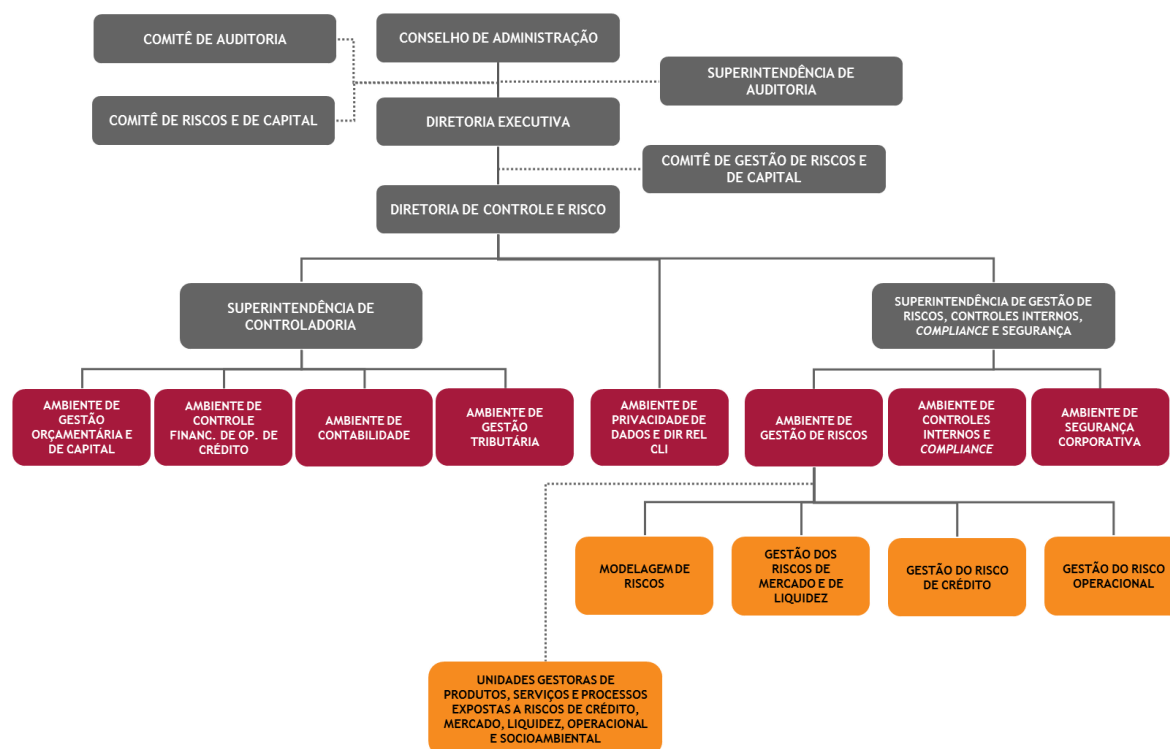 COMITÊ DE AUDITORIA
CONSELHO DE ADMINISTRAÇÃO
SUPERINTENDÊNCIA DE
AUDITORIA
COMITÊ DE RISCOS E DE CAPITAL
DIRETORIA EXECUTIVA
COMITÊ DE GESTÃO DE RISCOS E
DE CAPITAL
DIRETORIA DE CONTROLE E RISCO
SUPERINTENDÊNCIA DE
CONTROLADORIA
SUPERINTENDÊNCIA DE GESTÃO DE
RISCOS, CONTROLES INTERNOS,
COMPLIANCE E SEGURANÇA
AMBIENTE DE
GESTÃO
ORÇAMENTÁRIA E
DE CAPITAL
AMBIENTE DE
CONTROLE
FINANC. DE OP. DE
CRÉDITO
AMBIENTE DE
CONTABILIDADE
AMBIENTE DE
GESTÃO
TRIBUTÁRIA
AMBIENTE DE
PRIVACIDADE DE
DADOS E DIR REL
CLI
AMBIENTE DE
GESTÃO DE RISCOS
AMBIENTE DE
CONTROLES
INTERNOS E
COMPLIANCE
AMBIENTE DE
SEGURANÇA
CORPORATIVA
MODELAGEM DE
RISCOS
GESTÃO DOS
RISCOS DE
MERCADO E DE
LIQUIDEZ
GESTÃO DO RISCO
DE CRÉDITO
GESTÃO DO RISCO
OPERACIONAL
UNIDADES GESTORAS DE
PRODUTOS, SERVIÇOS E PROCESSOS
EXPOSTAS A RISCOS DE CRÉDITO,
MERCADO, LIQUIDEZ, OPERACIONAL
E SOCIOAMBIENTAL